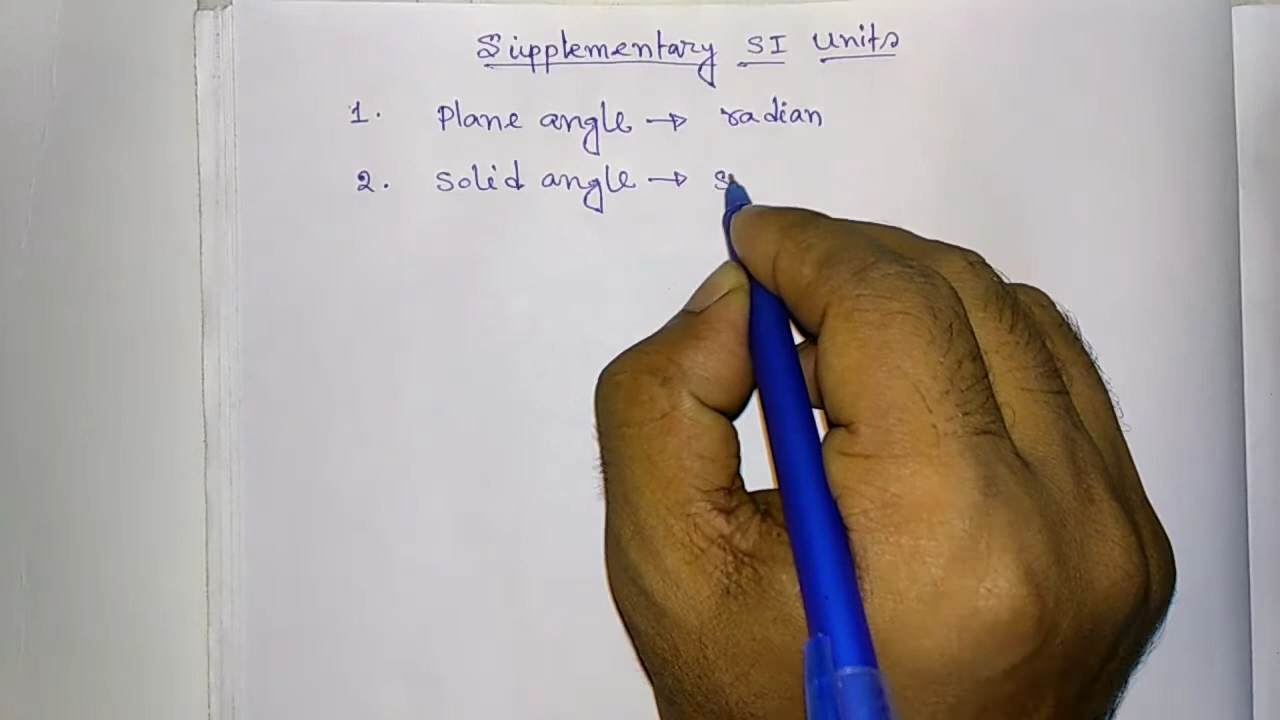 Supplementary SI Units
1. Plane angle → radian
2. Solid angle → s